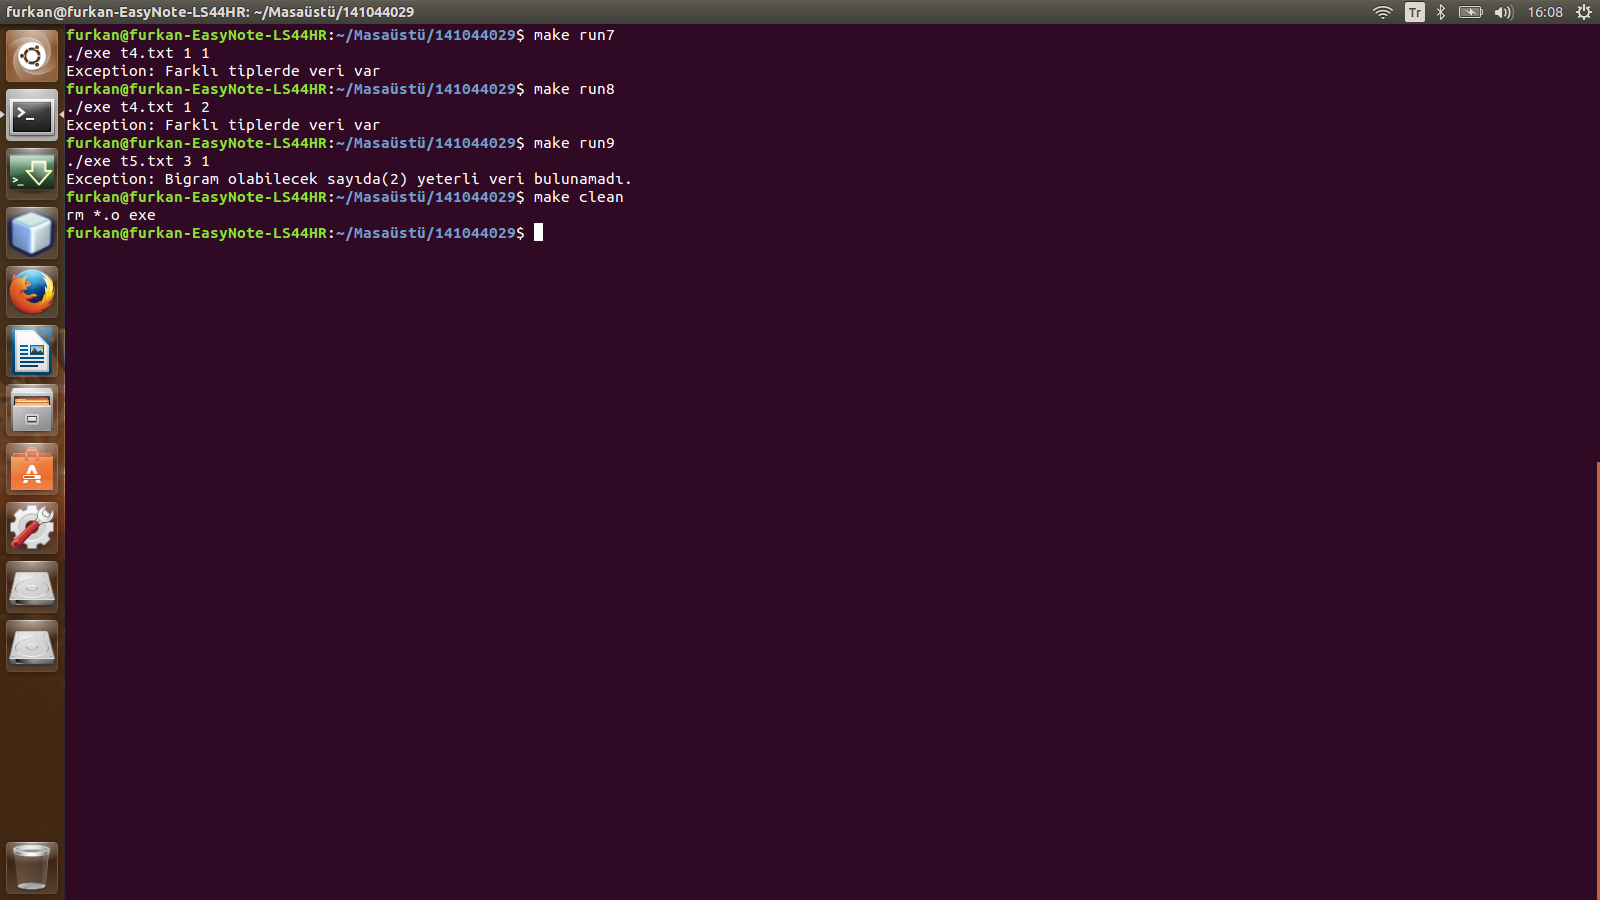 furkan@furkan-EasyNote-LS44HR: ~/Masaüstü/141044029
Tr
16:08
furkan@furkan-EasyNote-LS44HR:~/Masaüstü/141044029$ make run7
./exe t4.txt 1 1
Exception: Farklı tiplerde veri var
furkan@furkan-EasyNote-LS44HR:~/Masaüstü/141044029$ make run8
./exe t4.txt 1 2
Exception: Farklı tiplerde veri var
furkan@furkan-EasyNote-LS44HR:~/Masaüstü/141044029$ make run9
./exe t5.txt 3 1
Exception: Bigram olabilecek sayıda(2) yeterli veri bulunamadı.
furkan@furkan-EasyNote-LS44HR:~/Masaüstü/141044029$ make clean
rm *.o exe
furkan@furkan-EasyNote-LS44HR:~/Masaüstü/141044029$